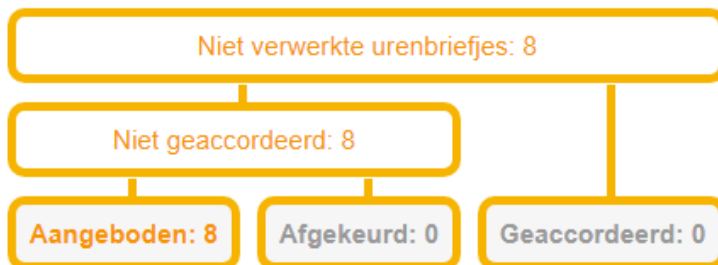 Niet verwerkte urenbriefjes: 8
Niet geaccordeerd: 8
Aangeboden: 8
Afgekeurd: 0
Geaccordeerd: 0